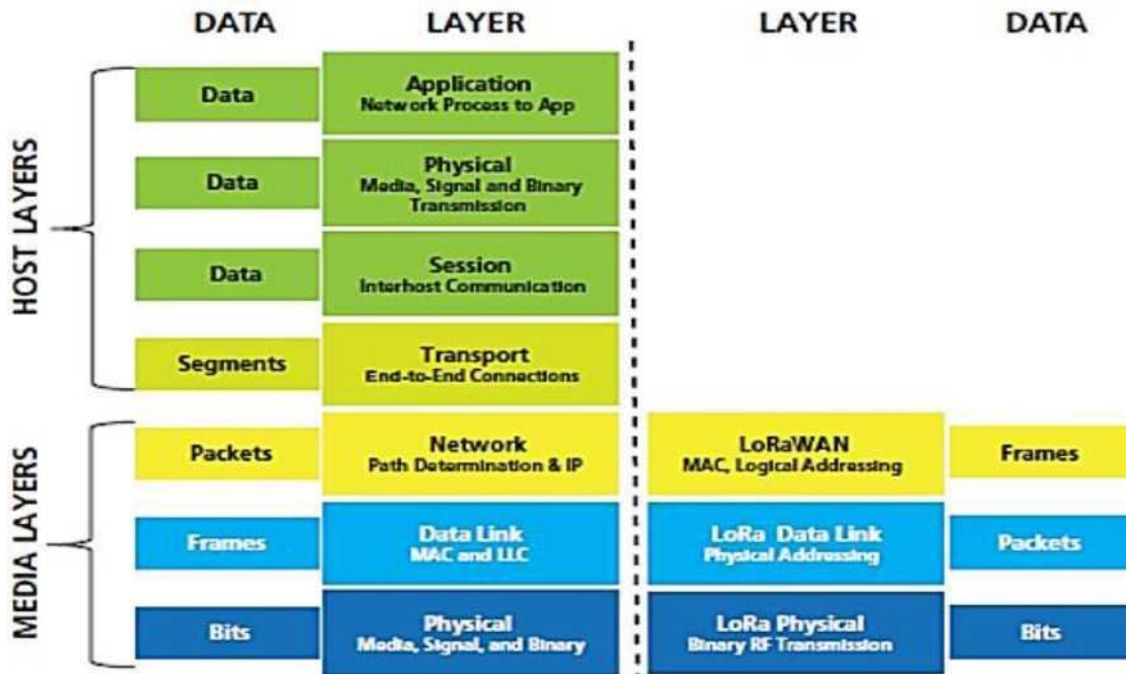 DATA LAYER LAYER DATA
HOST LAYERS
Data
Application
Network Process to App
Data
Physical
Media, Signal and Binary
Transmission
Data
Session
Interhost Communication
Segments
Transport
End-to-End Connections
MEDIA LAYERS
Packets
Network
Path Determination & IP
LoRaWAN
MAC, Logical Addressing
Frames
Frames
Data Link
MAC and LLC
LoRa Data Link
Physical Addressing
Packets
Bits
Physical
Media, Signal, and Binary
LoRa Physical
Binary RF Transmission
Bits